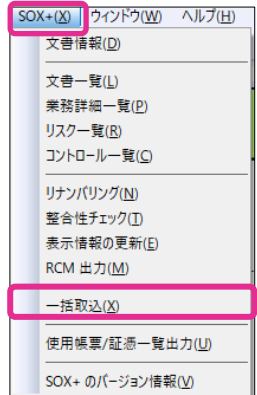 SOX+(X) ウィンドウ(W) ヘルプ(H)
文書情報(D)
文書一覧(L)
業務詳細一覧(P)
リスク一覧(R)
コントロール一覧(C)
リナンバリング(N)
整合性チェック(T)
表示情報の更新(E)
RCM 出力(M)
一括取込(X)
使用帳票/証憑一覧出力(U)
SOX+ のバージョン情報(V)